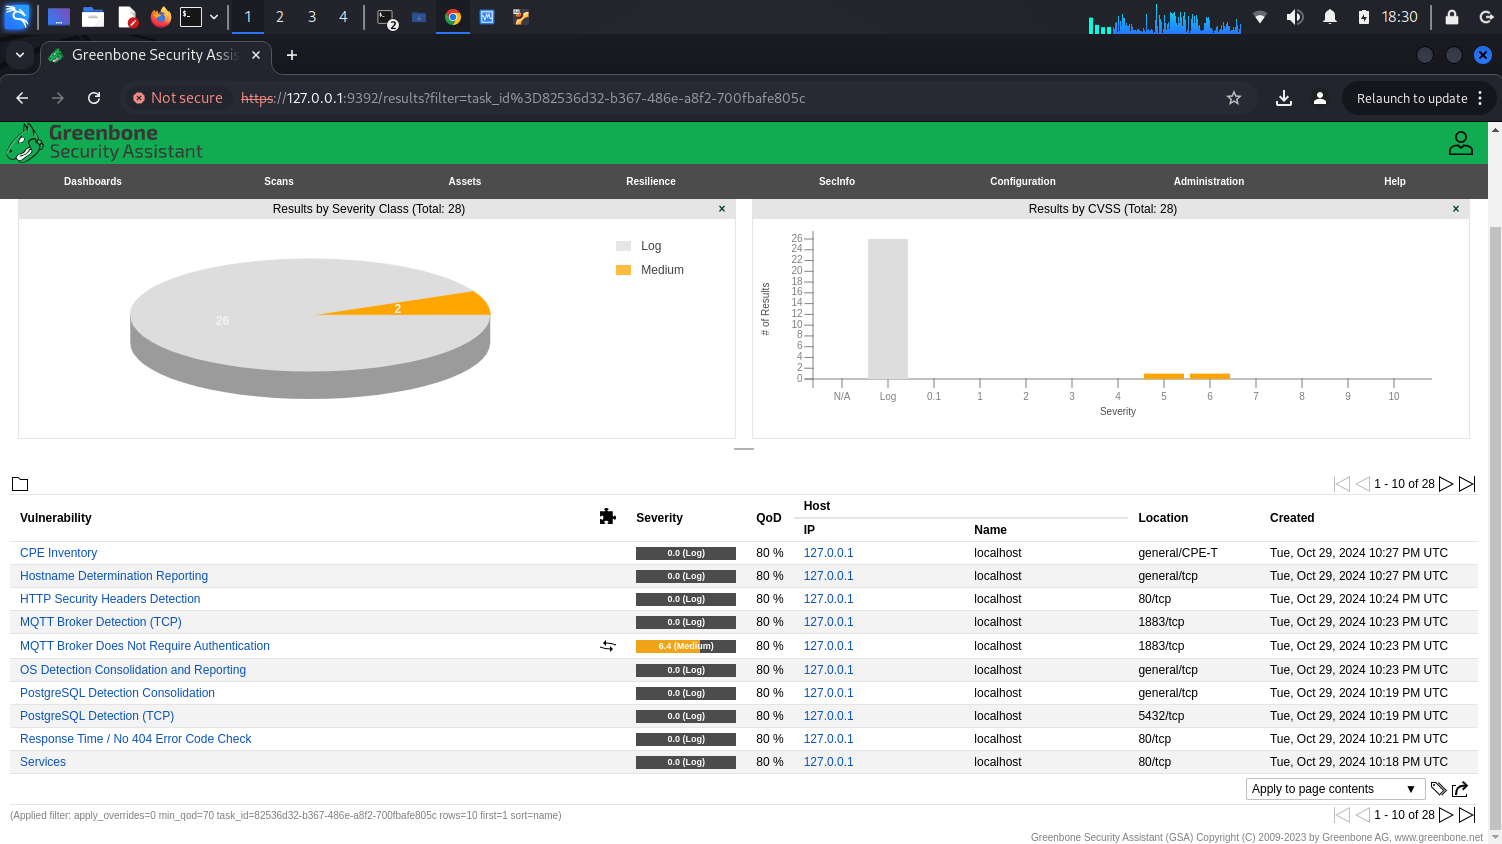 1 2 3 4 2 18:30
Greenbone Security Assis
Not secure https://127.0.0.1:9392/results?filter=task_id%3D82536d32-b367-486e-a8f2-700fbafe805c Relaunch to update
Greenbone
Security Assistant
Dashboards Scans Assets Resilience SecInfo Configuration Administration Help
Results by Severity Class (Total: 28) ×
Log
Medium
2
26
Results by CVSS (Total: 28) ×
26
24
22
20
18
16
14
12
10
8
6
4
2
0
# of Results
N/A Log 0.1 1 2 3 4 5 6 7 8 9 10
Severity
1 - 10 of 28
Vulnerability Severity QoD Host Location Created
IP Name
CPE Inventory 0.0 (Log) 80 % 127.0.0.1 localhost general/CPE-T Tue, Oct 29, 2024 10:27 PM UTC
Hostname Determination Reporting 0.0 (Log) 80 % 127.0.0.1 localhost general/tcp Tue, Oct 29, 2024 10:27 PM UTC
HTTP Security Headers Detection 0.0 (Log) 80 % 127.0.0.1 localhost 80/tcp Tue, Oct 29, 2024 10:24 PM UTC
MQTT Broker Detection (TCP) 0.0 (Log) 80 % 127.0.0.1 localhost 1883/tcp Tue, Oct 29, 2024 10:23 PM UTC
MQTT Broker Does Not Require Authentication 6.4 (Medium) 80 % 127.0.0.1 localhost 1883/tcp Tue, Oct 29, 2024 10:23 PM UTC
OS Detection Consolidation and Reporting 0.0 (Log) 80 % 127.0.0.1 localhost general/tcp Tue, Oct 29, 2024 10:23 PM UTC
PostgreSQL Detection Consolidation 0.0 (Log) 80 % 127.0.0.1 localhost general/tcp Tue, Oct 29, 2024 10:19 PM UTC
PostgreSQL Detection (TCP) 0.0 (Log) 80 % 127.0.0.1 localhost 5432/tcp Tue, Oct 29, 2024 10:19 PM UTC
Response Time / No 404 Error Code Check 0.0 (Log) 80 % 127.0.0.1 localhost 80/tcp Tue, Oct 29, 2024 10:21 PM UTC
Services 0.0 (Log) 80 % 127.0.0.1 localhost 80/tcp Tue, Oct 29, 2024 10:18 PM UTC
Apply to page contents
(Applied filter: apply_overrides=0 min_qod=70 task_id=82536d32-b367-486e-a8f2-700fbafe805c rows=10 first=1 sort=name) 1 - 10 of 28
Greenbone Security Assistant (GSA) Copyright (C) 2009-2023 by Greenbone AG, www.greenbone.net